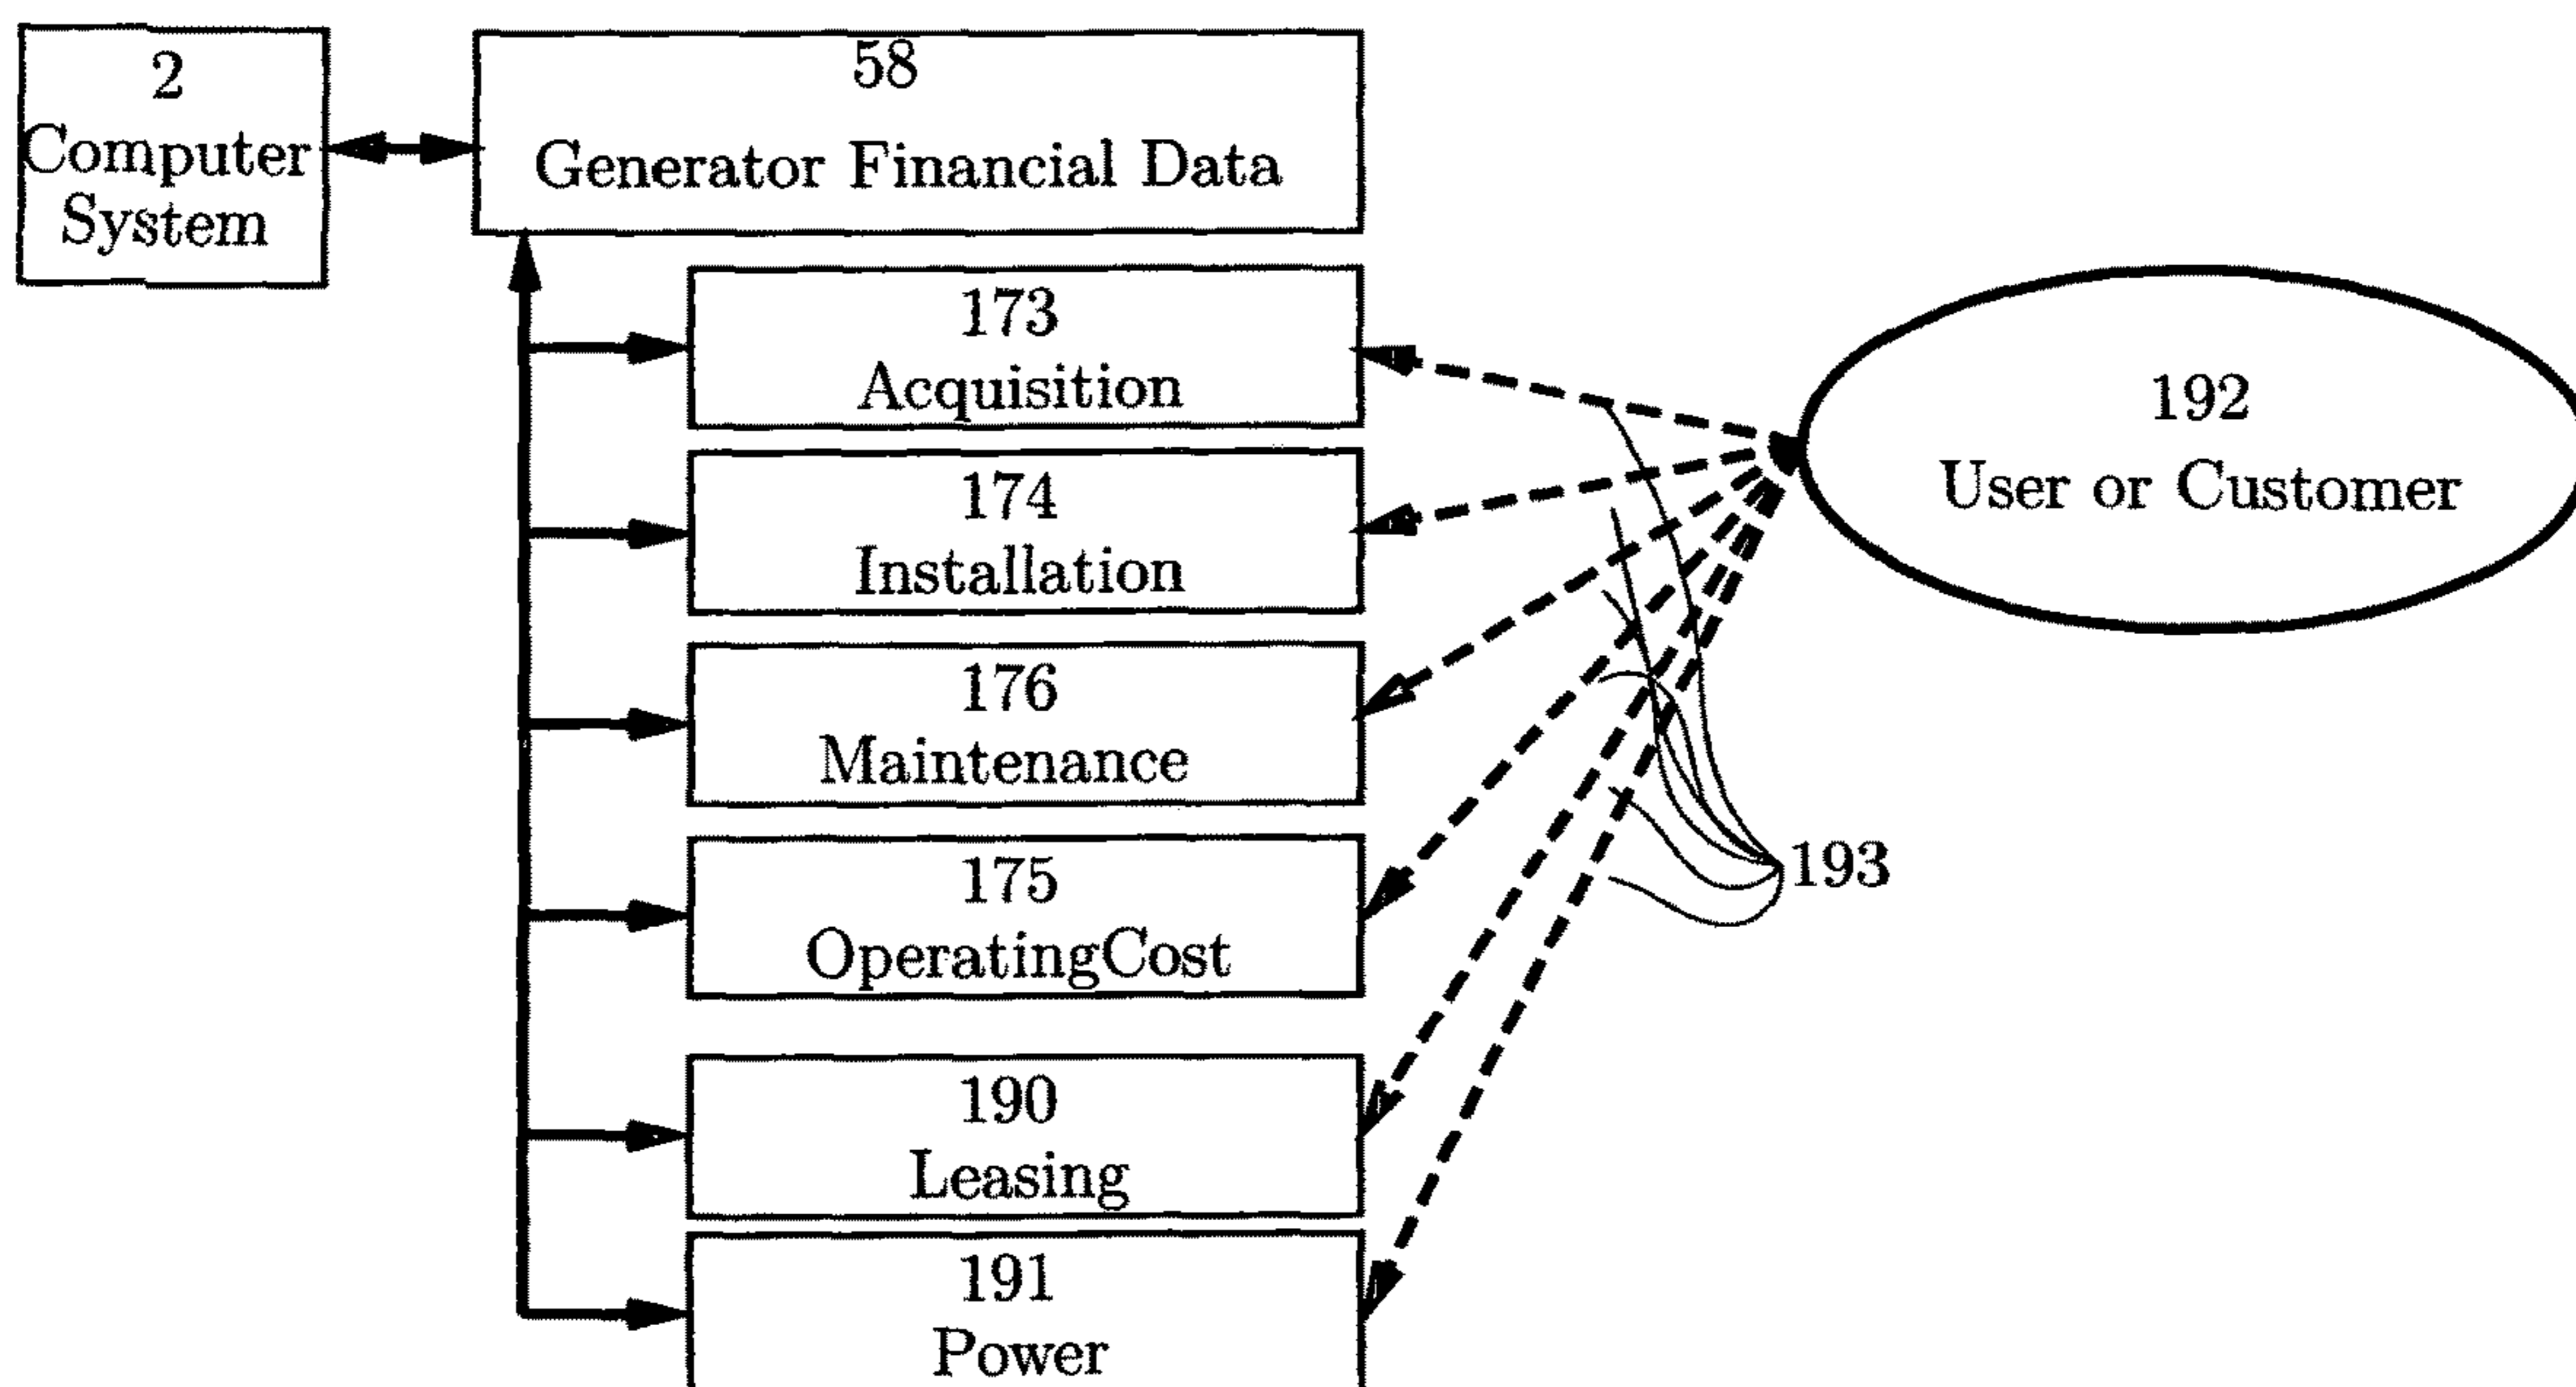 2
Computer
System
58
Generator Financial Data
173
Acquisition
174
Installation
176
Maintenance
175
OperatingCost
190
Leasing
191
Power
192
User or Customer
193